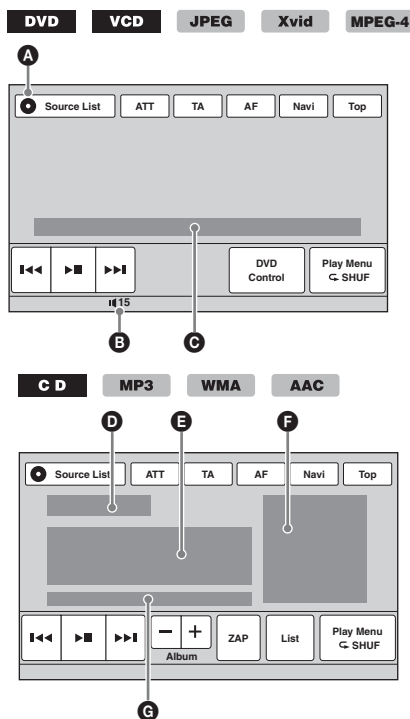 DVD VCD JPEG Xvid MPEG-4
A
Source List ATT TA AF Navi Top
DVD Control Play Menu SHUF
15
B C
CD MP3 WMA AAC
D E F
Source List ATT TA AF Navi Top
ZAP List Play Menu SHUF
Album
G